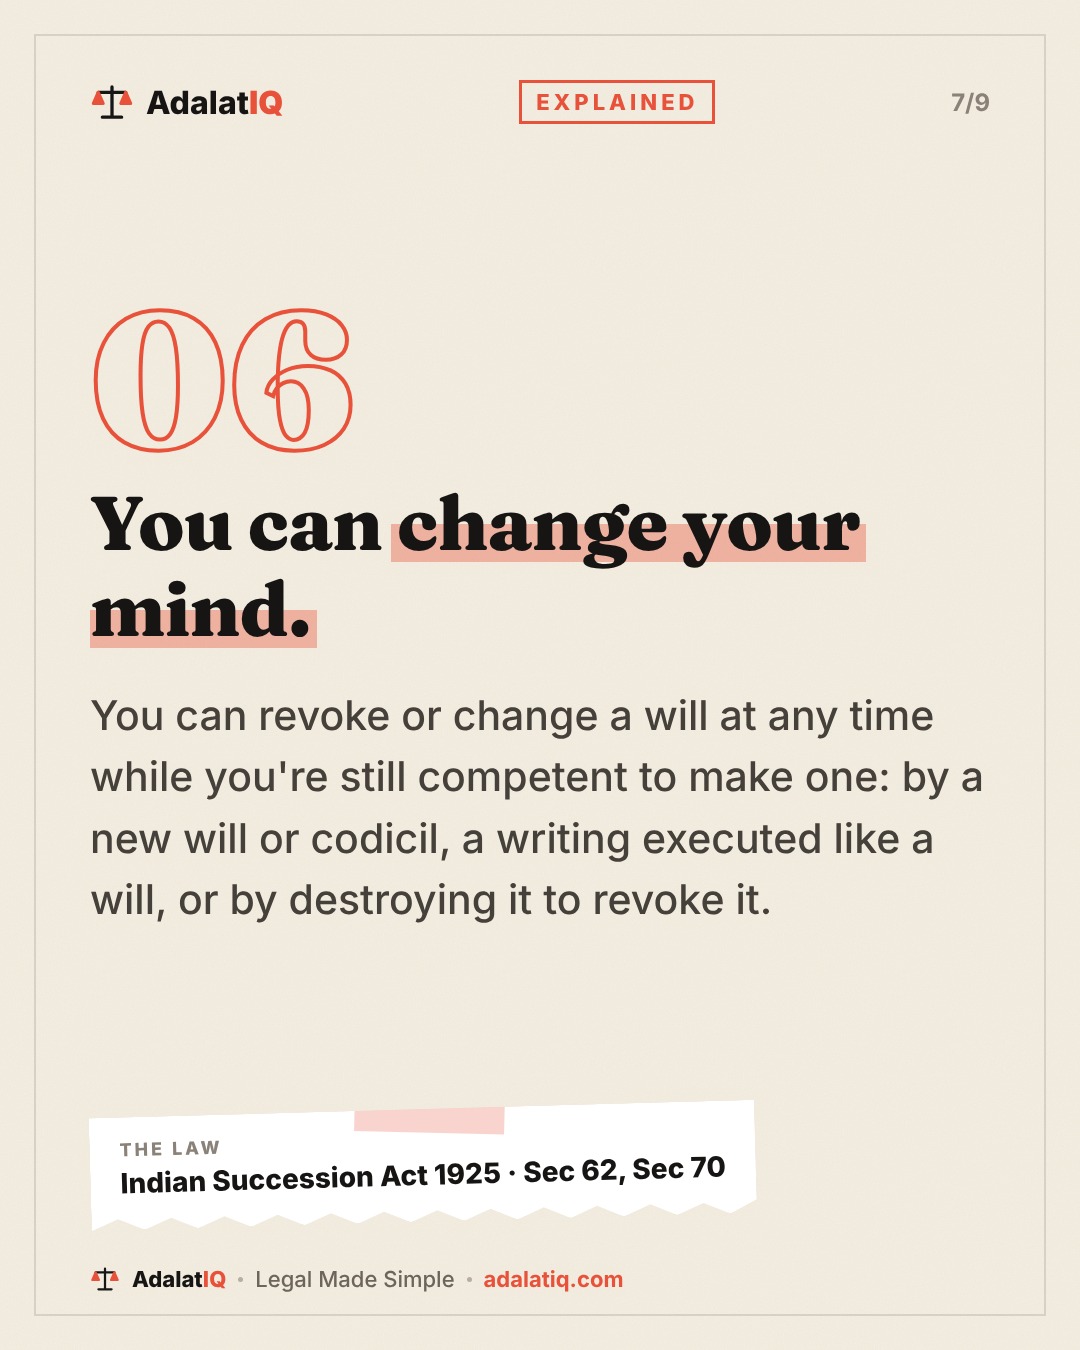 AdalatIQ
EXPLAINED
7/9
06
You can change your
mind.
You can revoke or change a will at any time
while you're still competent to make one: by a
new will or codicil, a writing executed like a
will, or by destroying it to revoke it.
THE LAW
Indian Succession Act 1925 · Sec 62, Sec 70
AdalatIQ • Legal Made Simple • adalatiq.com